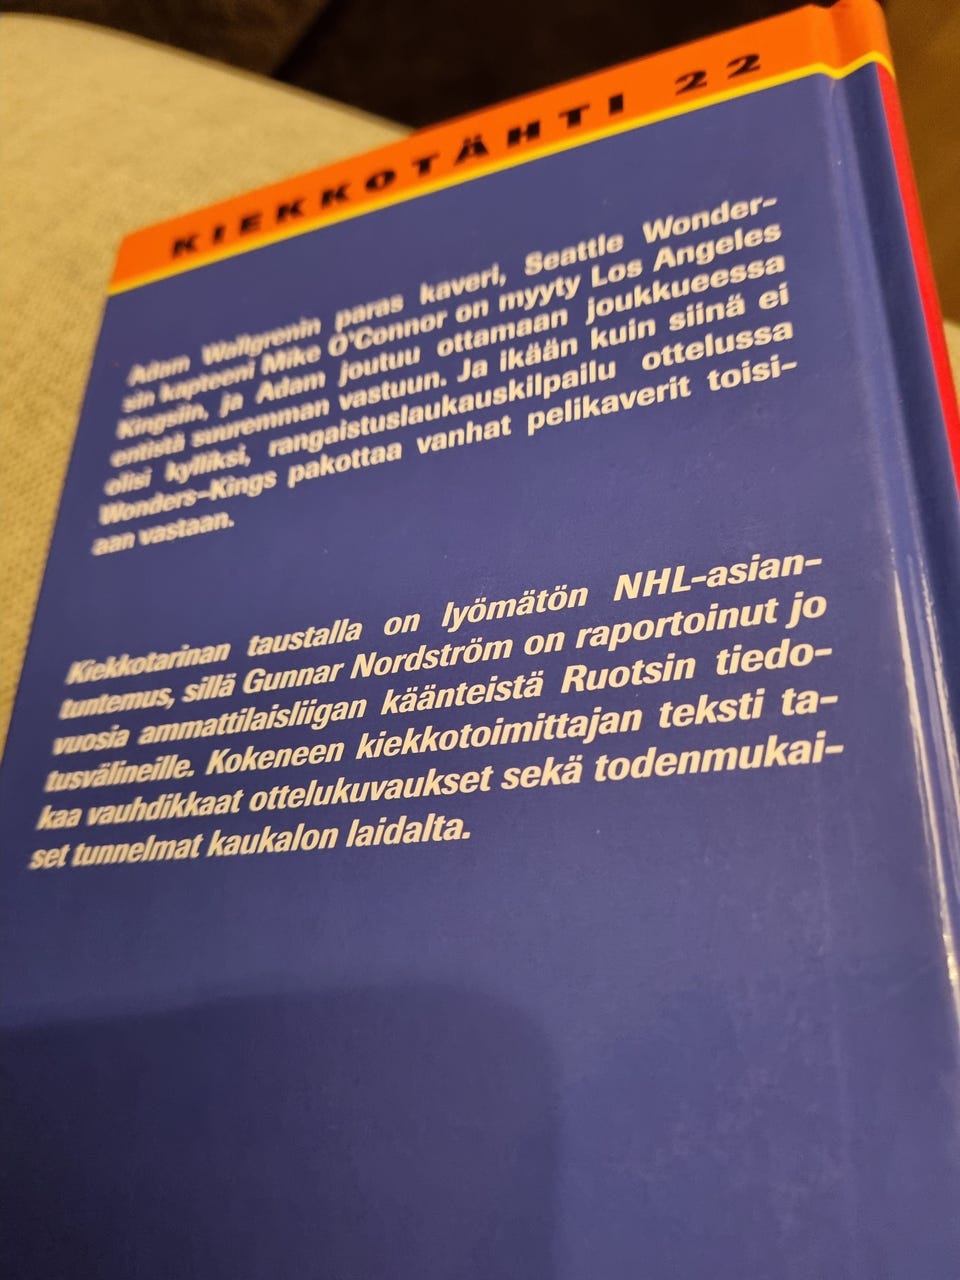 KIEKKOTÄHTI 22
Adam Wallgrenin paras kaveri, Seattle Wonder-
sin kapteeni Mike O'Connor on myyty Los Angeles
Kingsiin, ja Adam joutuu ottamaan joukkueessa
entistä suuremman vastuun. Ja ikään kuin siinä ei
olisi kylliksi, rangaistuslaukauskilpailu ottelussa
Wonders–Kings pakottaa vanhat pelikaverit toisi-
aan vastaan.
Kiekkotarinan taustalla on lyömätön NHL-asian-
tuntemus, sillä Gunnar Nordström on raportoinut jo
vuosia ammattilaisliigan käänteistä Ruotsin tiedo-
tusvälineille. Kokeneen kiekkotoimittajan teksti ta-
kaa vauhdikkaat ottelukuvaukset sekä todenmukai-
set tunnelmat kaukalon laidalta.